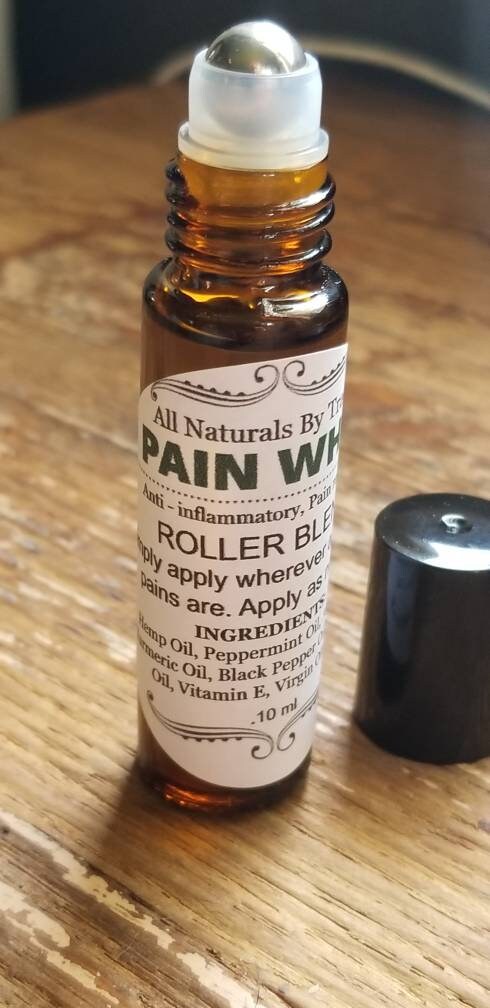 All Naturals By Tr
PAIN WH
Anti - inflammatory, Pain
ROLLER BLE
mply apply wherever
pains are. Apply as
INGREDIENTS
Hemp Oil, Peppermint Oil,
urmeric Oil, Black Pepper O
Oil, Vitamin E, Virgin O
.10 ml